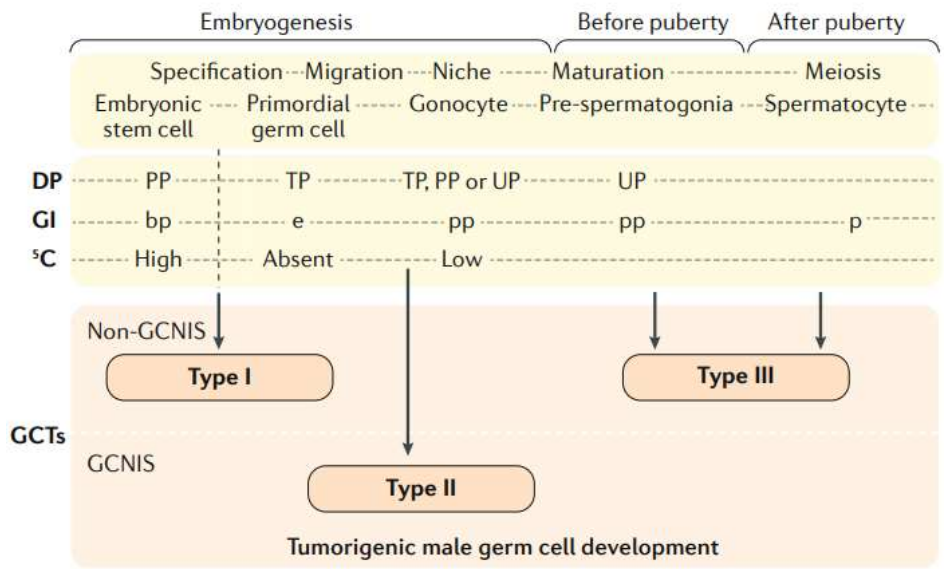 Embryogenesis Before puberty After puberty
Specification Migration Niche Maturation Meiosis
Embryonic stem cell Primordial germ cell Gonocyte Pre-spermatogonia Spermatocyte
DP PP TP TP, PP or UP UP
GI bp e pp pp p
⁵C High Absent Low
Non-GCNIS
Type I Type III
GCTs
GCNIS
Type II
Tumorigenic male germ cell development